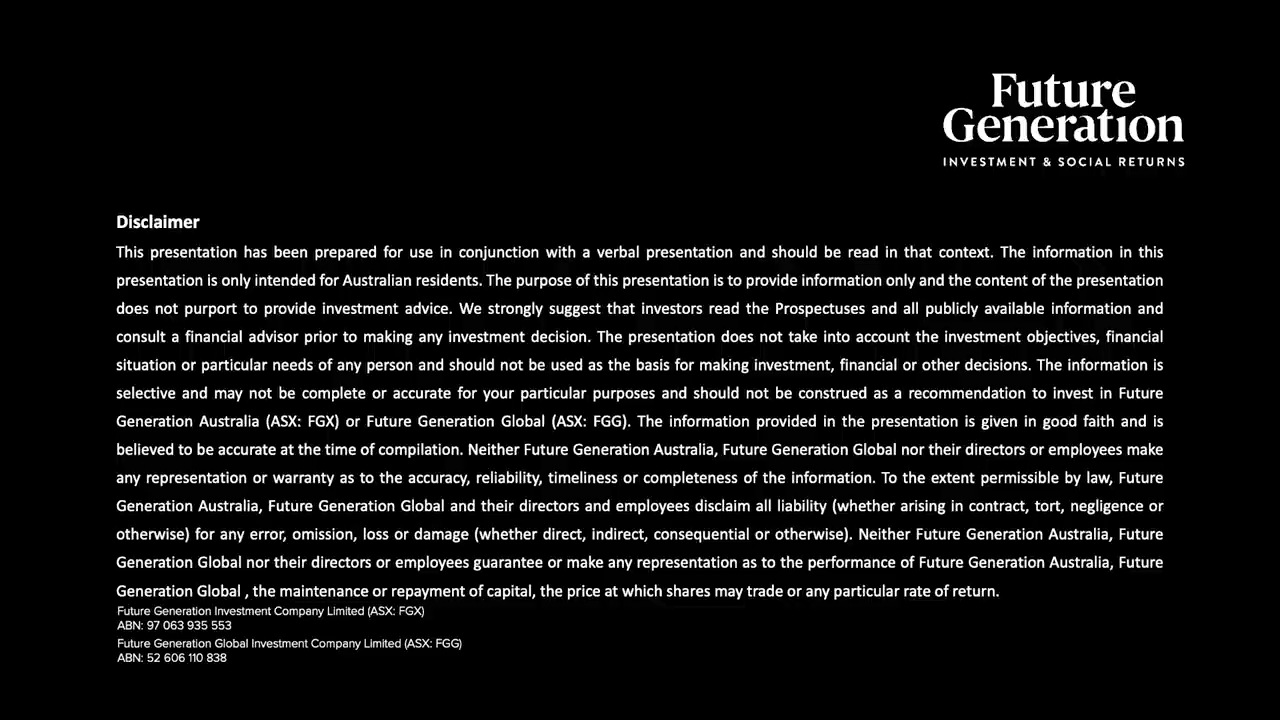 Future
Generation
INVESTMENT & SOCIAL RETURNS
Disclaimer
This presentation has been prepared for use in conjunction with a verbal presentation and should be read in that context. The information in this
presentation is only intended for Australian residents. The purpose of this presentation is to provide information only and the content of the presentation
does not purport to provide investment advice. We strongly suggest that investors read the Prospectuses and all publicly available information and
consult a financial advisor prior to making any investment decision. The presentation does not take into account the investment objectives, financial
situation or particular needs of any person and should not be used as the basis for making investment, financial or other decisions. The information is
selective and may not be complete or accurate for your particular purposes and should not be construed as a recommendation to invest in Future
Generation Australia (ASX: FGX) or Future Generation Global (ASX: FGG). The information provided in the presentation is given in good faith and is
believed to be accurate at the time of compilation. Neither Future Generation Australia, Future Generation Global nor their directors or employees make
any representation or warranty as to the accuracy, reliability, timeliness or completeness of the information. To the extent permissible by law, Future
Generation Australia, Future Generation Global and their directors and employees disclaim all liability (whether arising in contract, tort, negligence or
otherwise) for any error, omission, loss or damage (whether direct, indirect, consequential or otherwise). Neither Future Generation Australia, Future
Generation Global nor their directors or employees guarantee or make any representation as to the performance of Future Generation Australia, Future
Generation Global , the maintenance or repayment of capital, the price at which shares may trade or any particular rate of return.
Future Generation Investment Company Limited (ASX: FGX)
ABN: 97 063 935 553
Future Generation Global Investment Company Limited (ASX: FGG)
ABN: 52 606 110 838